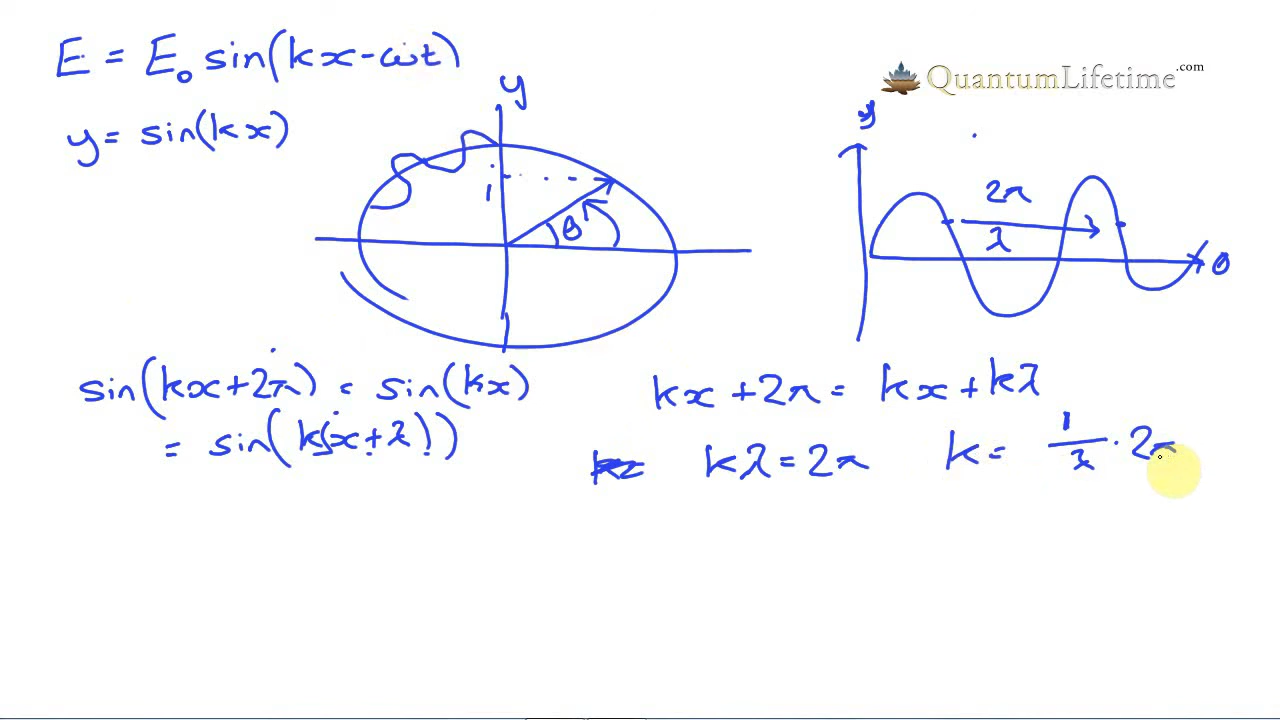 E = E₀ sin(kx-ωt)
QuantumLifetime.com
y
y = sin(kx)
y
1
θ
2π
λ
θ
sin(kx+2π) = sin(kx)
kx + 2π = kx + kλ
= sin(k(x+λ))
kλ = 2π
k = 1/λ · 2π